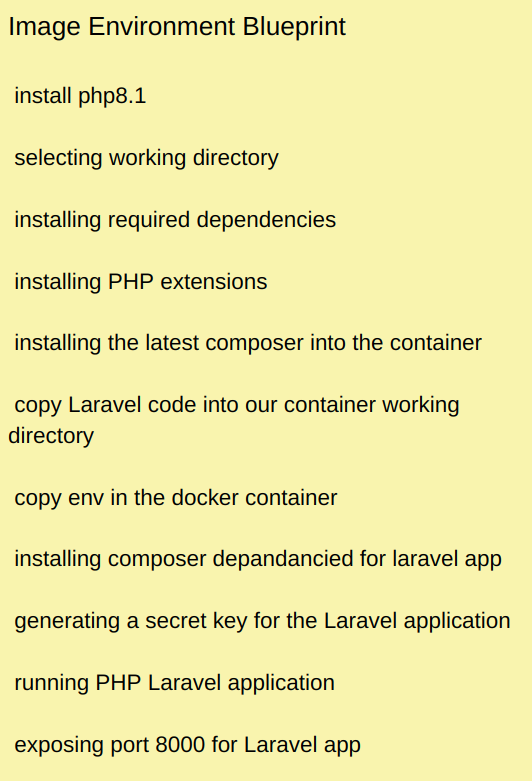 Image Environment Blueprint
install php8.1
selecting working directory
installing required dependencies
installing PHP extensions
installing the latest composer into the container
copy Laravel code into our container working
directory
copy env in the docker container
installing composer depandancied for laravel app
generating a secret key for the Laravel application
running PHP Laravel application
exposing port 8000 for Laravel app